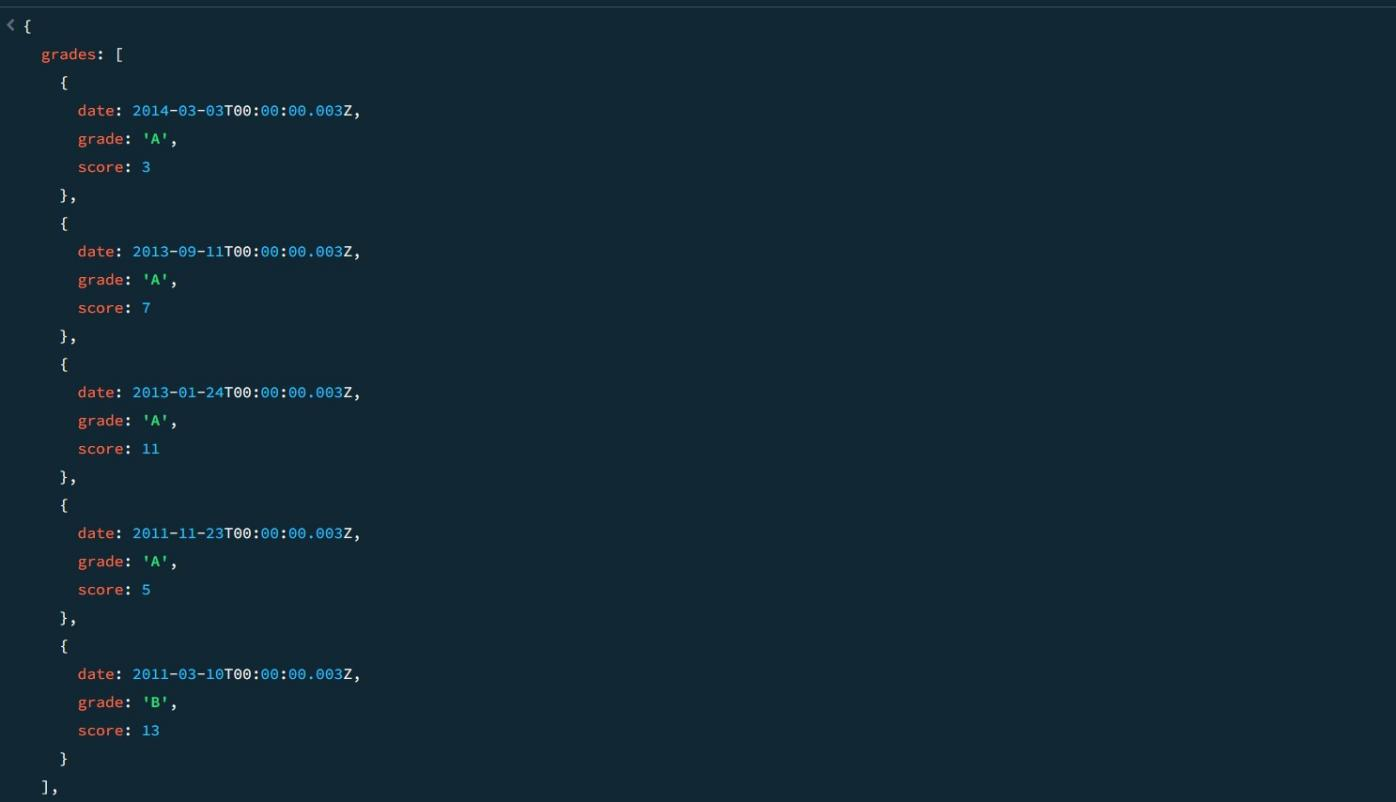 {
grades: [
{
date: 2014-03-03T00:00:00.003Z,
grade: 'A',
score: 3
},
{
date: 2013-09-11T00:00:00.003Z,
grade: 'A',
score: 7
},
{
date: 2013-01-24T00:00:00.003Z,
grade: 'A',
score: 11
},
{
date: 2011-11-23T00:00:00.003Z,
grade: 'A',
score: 5
},
{
date: 2011-03-10T00:00:00.003Z,
grade: 'B',
score: 13
}
],